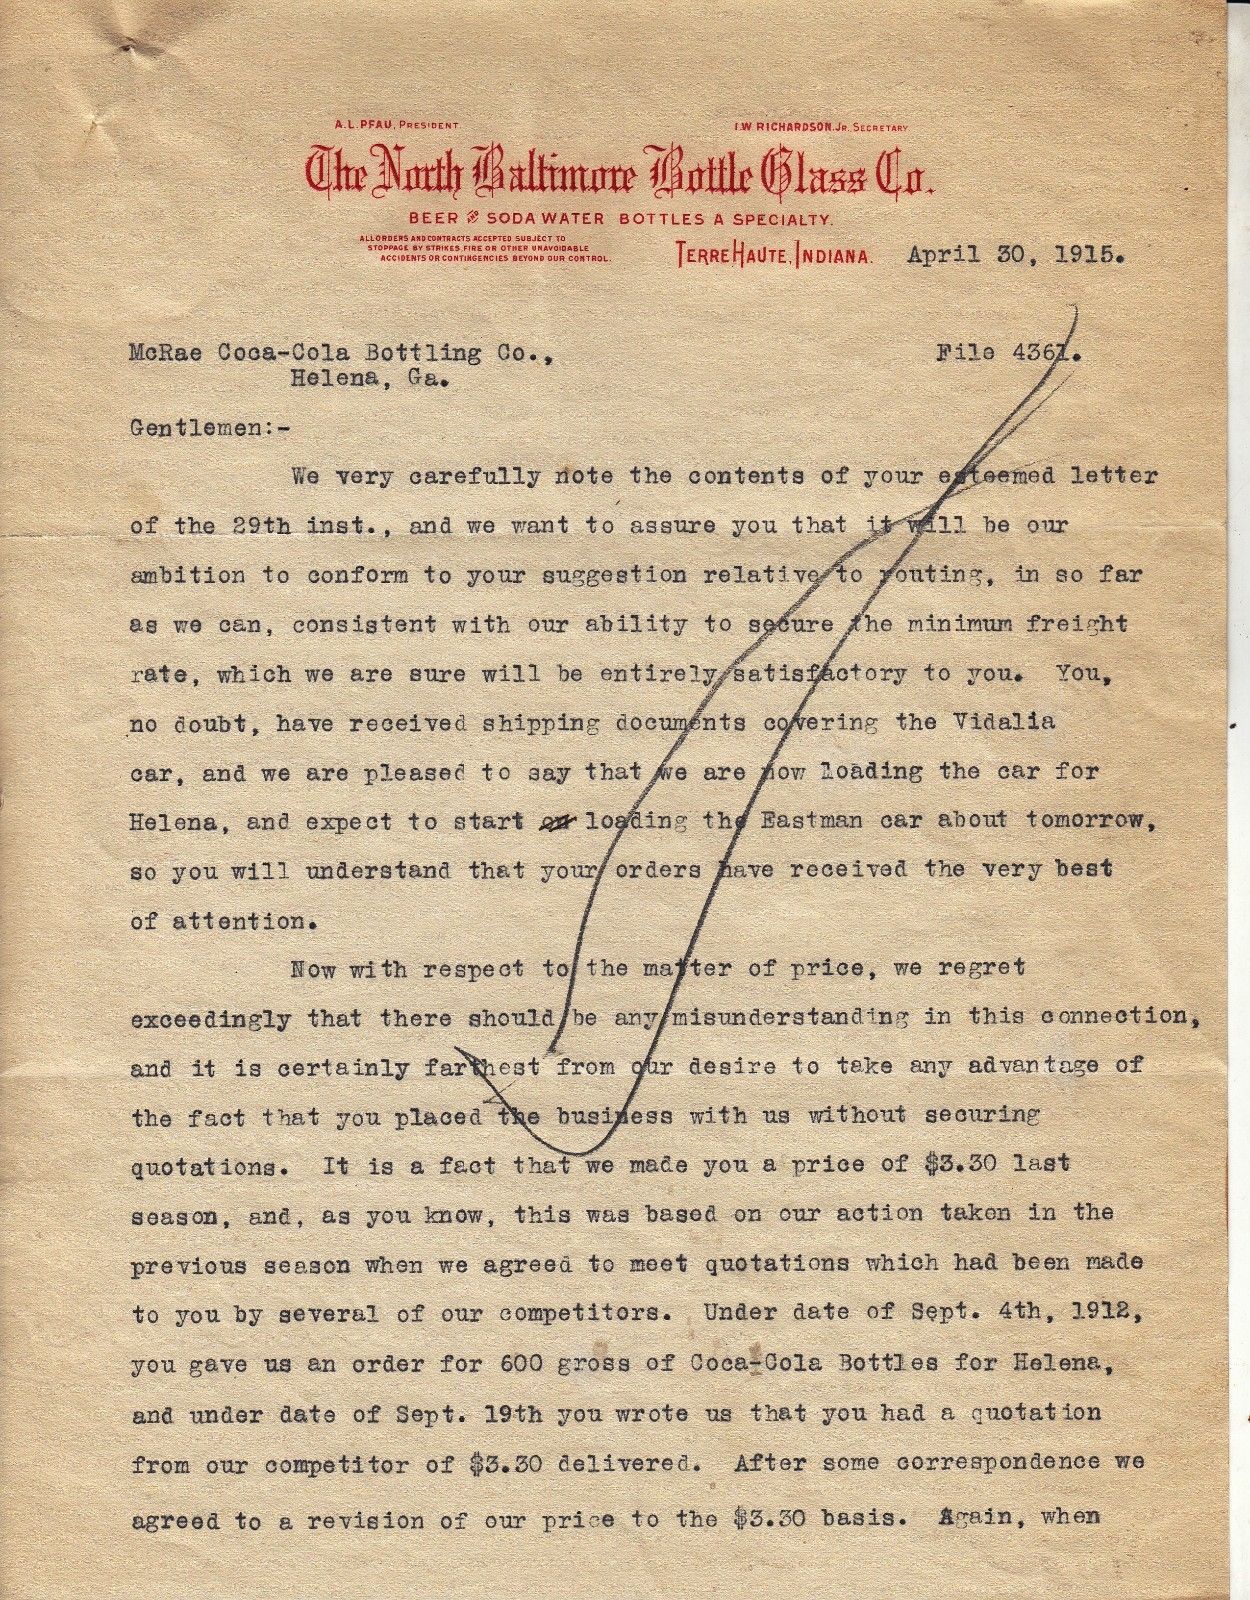 A.L.PFAU, PRESIDENT.
I.W RICHARDSON, JR. SECRETARY.
The North Baltimore Bottle Glass Co.
BEER AND SODA WATER BOTTLES A SPECIALTY.
ALL ORDERS AND CONTRACTS ACCEPTED SUBJECT TO
STOPPAGE BY STRIKES, FIRE OR OTHER UNAVOIDABLE
ACCIDENTS OR CONTINGENCIES BEYOND OUR CONTROL.
TERRE HAUTE, INDIANA. April 30, 1915.
McRae Coca-Cola Bottling Co., File 4361.
Helena, Ga.
Gentlemen:-
We very carefully note the contents of your esteemed letter
of the 29th inst., and we want to assure you that it will be our
ambition to conform to your suggestion relative to routing, in so far
as we can, consistent with our ability to secure the minimum freight
rate, which we are sure will be entirely satisfactory to you. You,
no doubt, have received shipping documents covering the Vidalia
car, and we are pleased to say that we are now loading the car for
Helena, and expect to start loading the Eastman car about tomorrow,
so you will understand that your orders have received the very best
of attention.
Now with respect to the matter of price, we regret
exceedingly that there should be any misunderstanding in this connection,
and it is certainly farthest from our desire to take any advantage of
the fact that you placed the business with us without securing
quotations. It is a fact that we made you a price of $3.30 last
season, and, as you know, this was based on our action taken in the
previous season when we agreed to meet quotations which had been made
to you by several of our competitors. Under date of Sept. 4th, 1912,
you gave us an order for 600 gross of Coca-Cola Bottles for Helena,
and under date of Sept. 19th you wrote us that you had a quotation
from our competitor of $3.30 delivered. After some correspondence we
agreed to a revision of our price to the $3.30 basis. Again, when